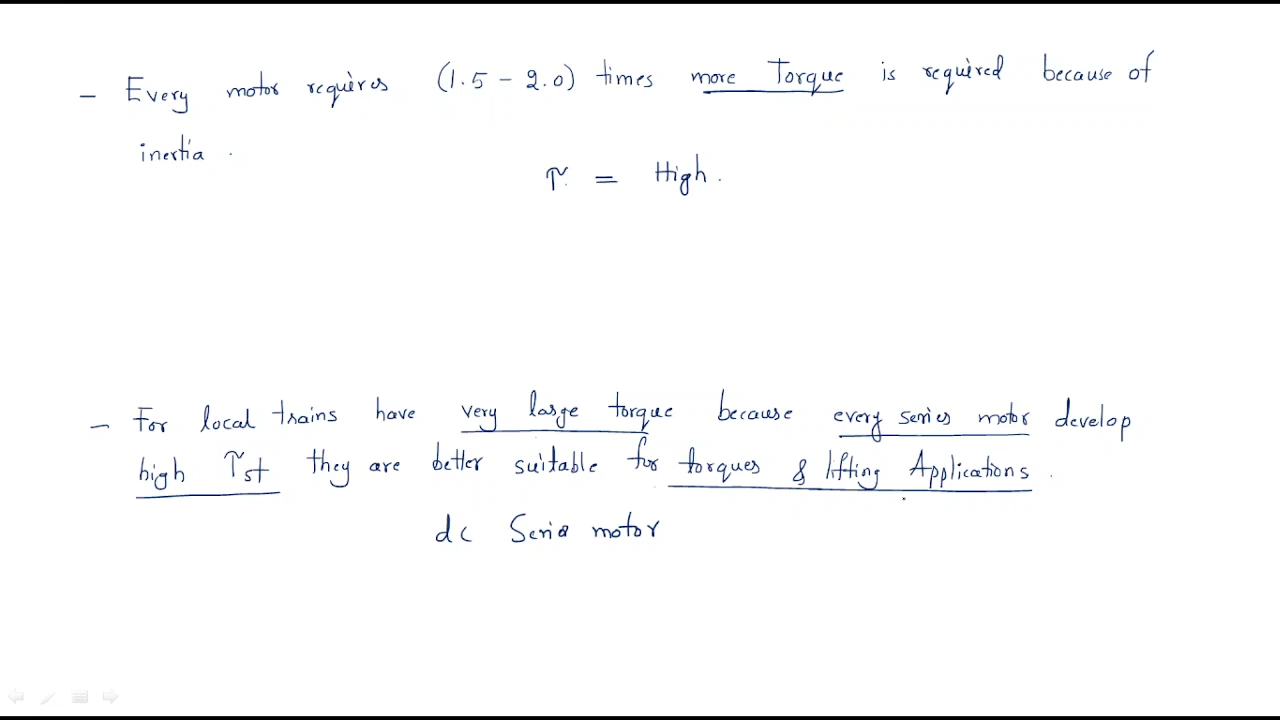 - Every motor requires (1.5 - 2.0) times more Torque is required because of
inertia.
τ = High.
- For local trains have very large torque because every series motor develop
high τst they are better suitable for torques & lifting Applications.
dc Series motor